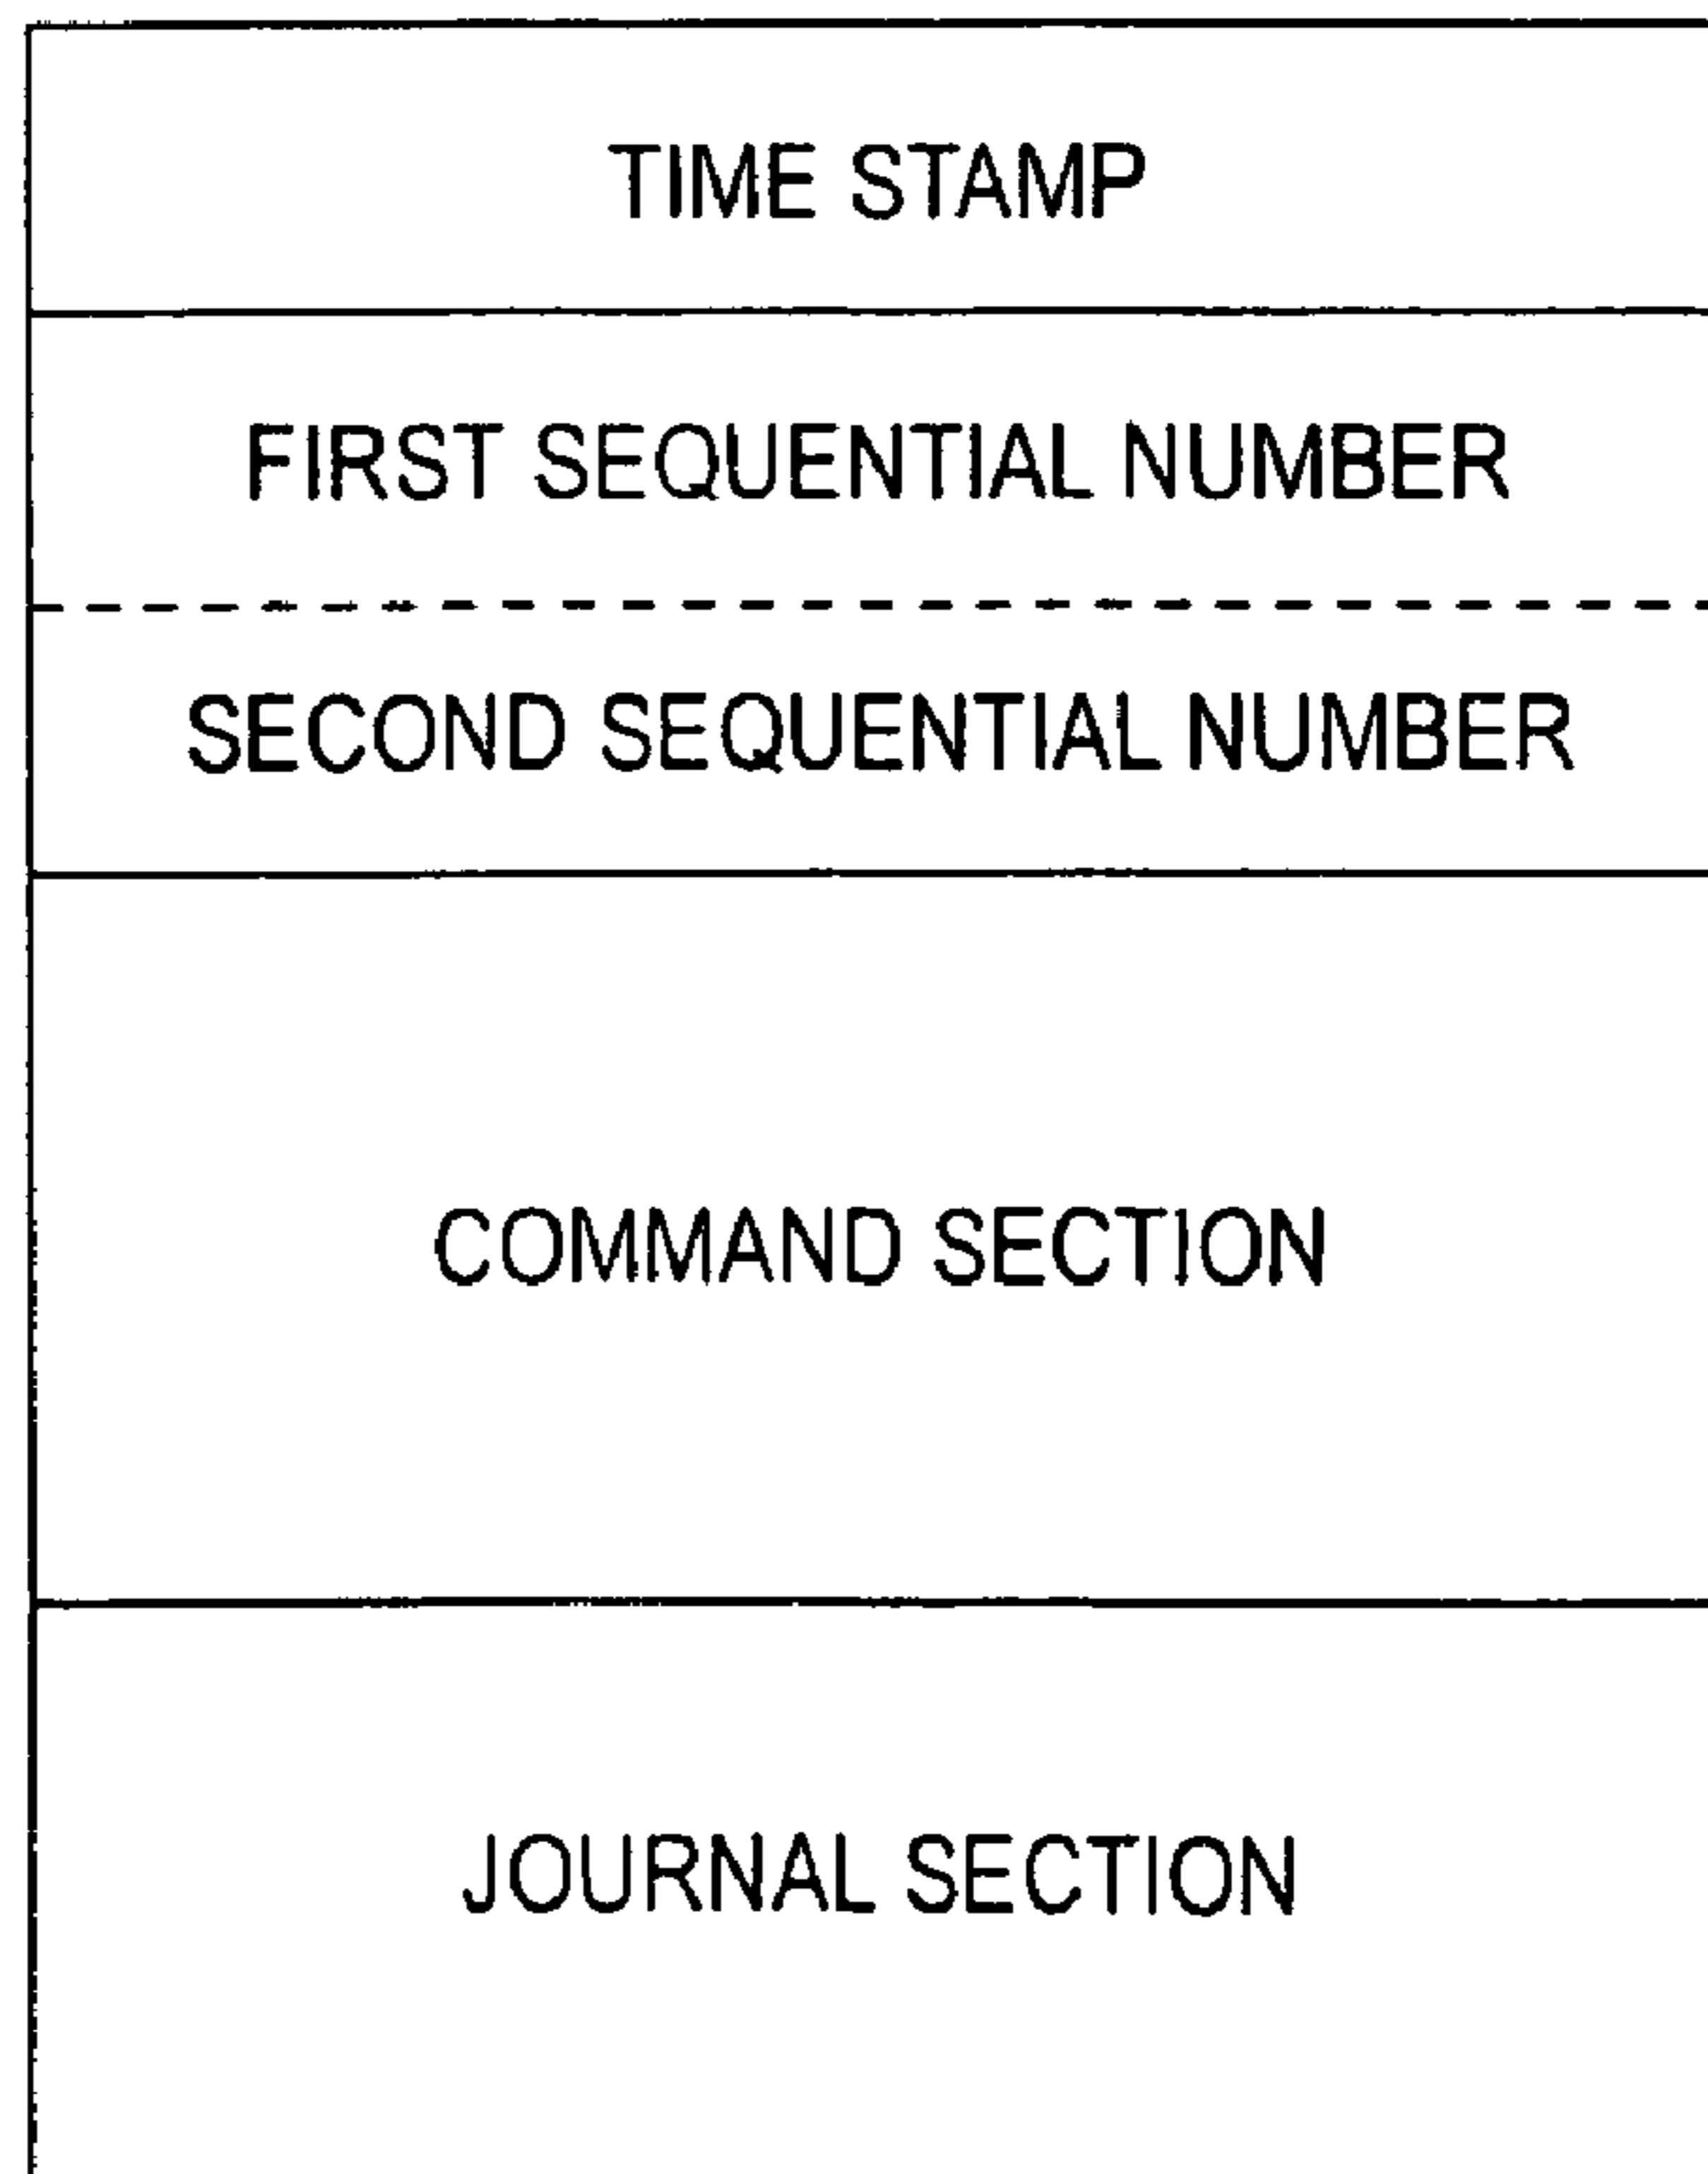 TIME STAMP
FIRST SEQUENTIAL NUMBER
SECOND SEQUENTIAL NUMBER
COMMAND SECTION
JOURNAL SECTION